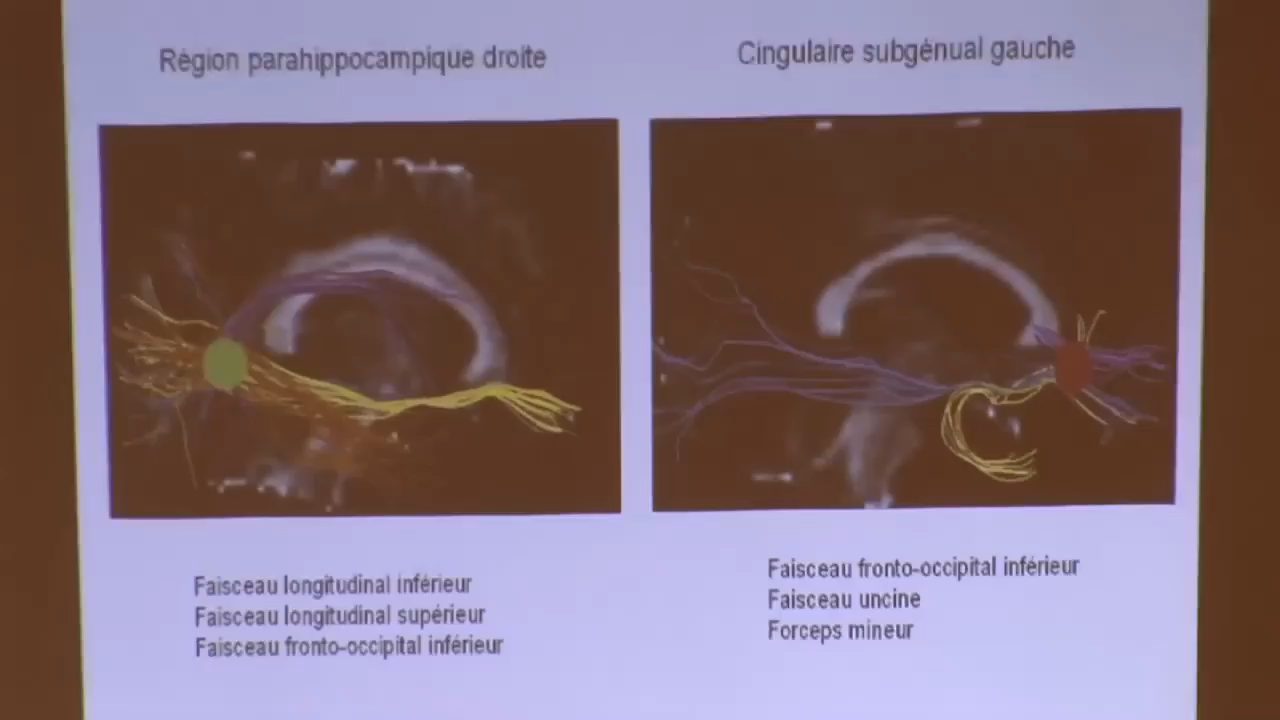 Région parahippocampique droite
Cingulaire subgénual gauche
Faisceau longitudinal inférieur
Faisceau longitudinal supérieur
Faisceau fronto-occipital inférieur
Faisceau fronto-occipital inférieur
Faisceau uncine
Forceps mineur